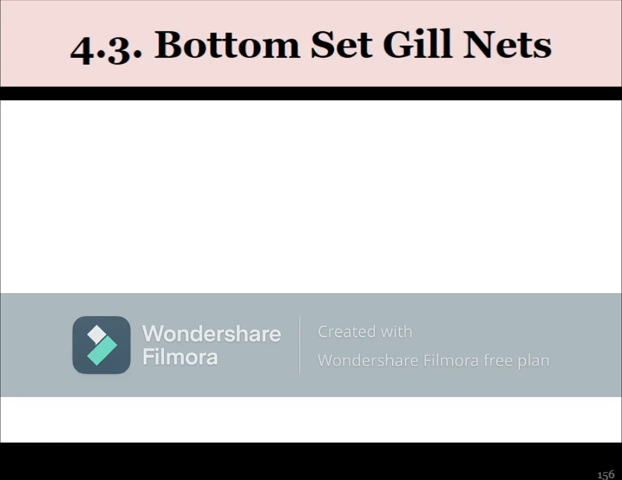 4.3. Bottom Set Gill Nets
Wondershare
Filmora
Created with
Wondershare Filmora free plan
156